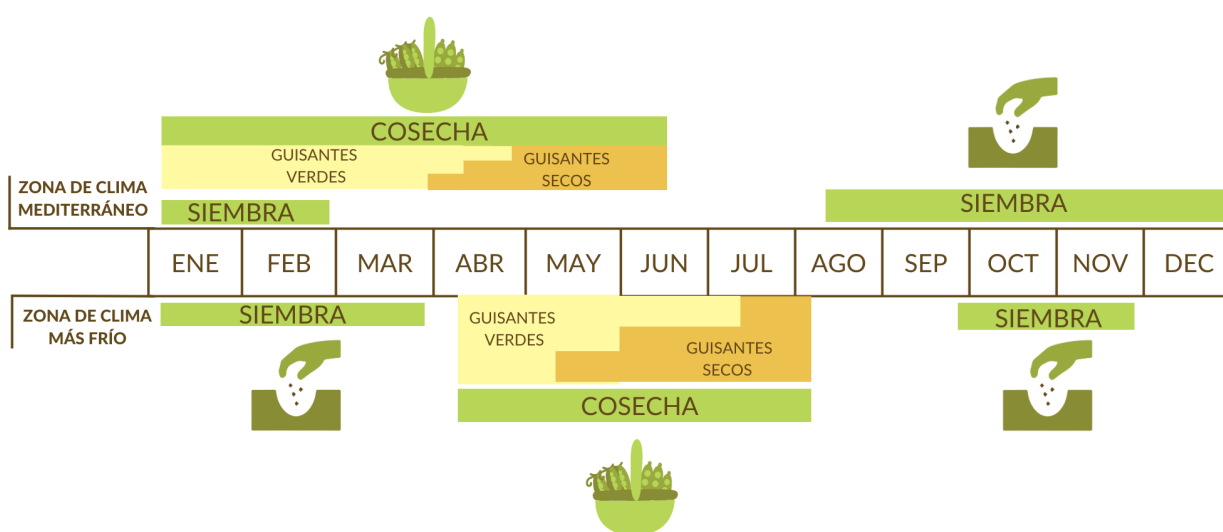 COSECHA
GUISANTES
VERDES
GUISANTES
SECOS
ZONA DE CLIMA
MEDITERRÁNEO
SIEMBRA
SIEMBRA
ENE FEB MAR ABR MAY JUN JUL AGO SEP OCT NOV DEC
ZONA DE CLIMA
MÁS FRÍO
SIEMBRA
GUISANTES
VERDES
GUISANTES
SECOS
SIEMBRA
COSECHA